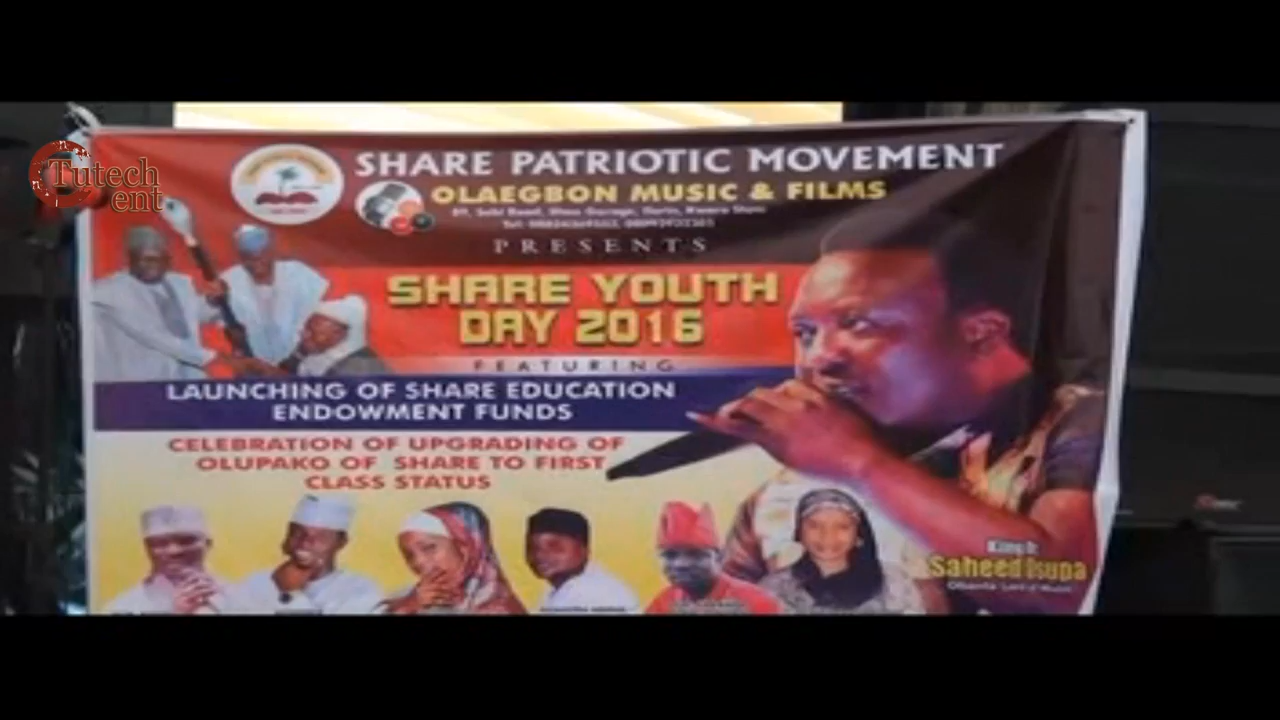 Tutech
ent
SHARE PATRIOTIC MOVEMENT
OLAEGBON MUSIC & FILMS
PRESENTS
SHARE YOUTH
DAY 2016
FEATURING
LAUNCHING OF SHARE EDUCATION
ENDOWMENT FUNDS
CELEBRATION OF UPGRADING OF
OLUPAKO OF SHARE TO FIRST
CLASS STATUS
Saheed Osupa